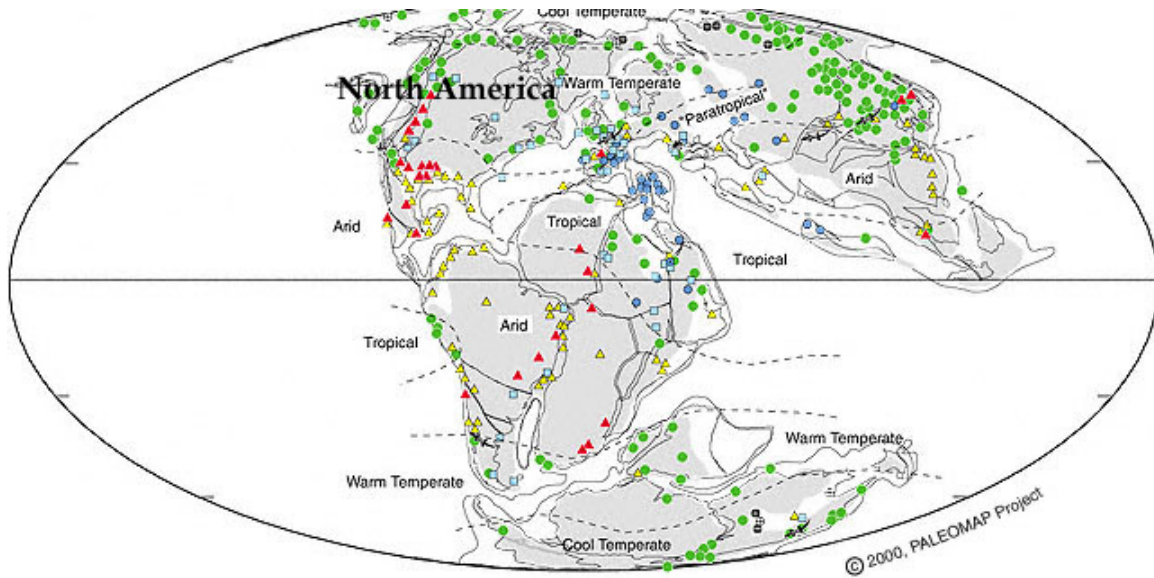 Cool Temperate
North America
Warm Temperate
"Paratropical"
Arid
Tropical
Arid
Tropical
Arid
Tropical
Warm Temperate
Warm Temperate
Cool Temperate
© 2000, PALEOMAP Project